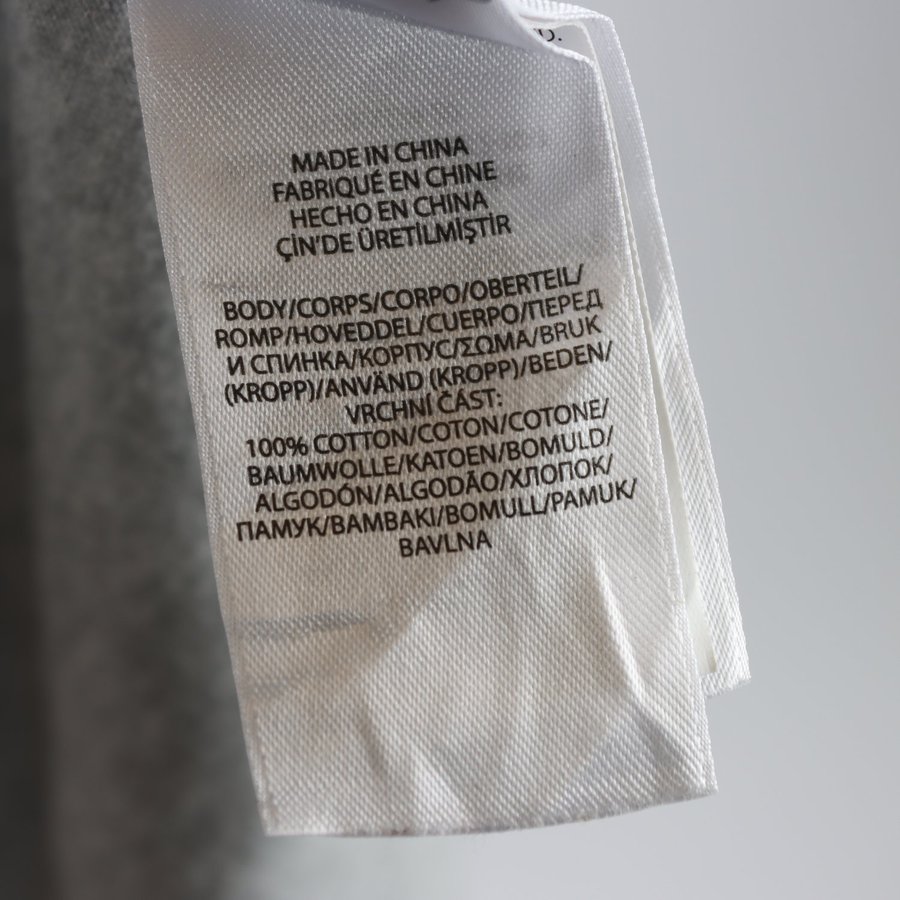 MADE IN CHINA
FABRIQUÉ EN CHINE
HECHO EN CHINA
ÇİN'DE ÜRETİLMİŞTİR
BODY/CORPS/CORPO/OBERTEIL/
ROMP/HOVEDDEL/CUERPO/ПЕРЕД
И СПИНКА/КОРПУС/ΣΩΜΑ/BRUK
(KROPP)/ANVÄND (KROPP)/BEDEN/
VRCHNÍ ČÁST:
100% COTTON/COTON/COTONE/
BAUMWOLLE/KATOEN/BOMULD/
ALGODÓN/ALGODÃO/ХЛОПОК/
ПАМУК/BAMBAKI/BOMULL/PAMUK/
BAVLNA